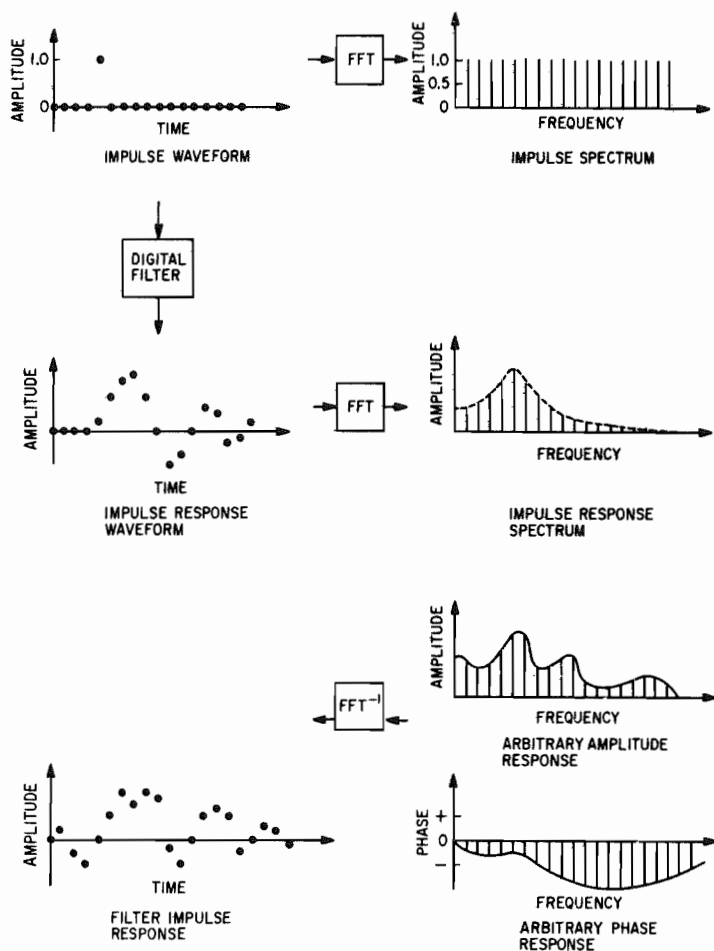 AMPLITUDE
1.0
0
TIME
IMPULSE WAVEFORM
FFT
AMPLITUDE
1.0
0.5
0
FREQUENCY
IMPULSE SPECTRUM
DIGITAL
FILTER
AMPLITUDE
TIME
IMPULSE RESPONSE
WAVEFORM
FFT
AMPLITUDE
FREQUENCY
IMPULSE RESPONSE
SPECTRUM
FFT⁻¹
AMPLITUDE
FREQUENCY
ARBITRARY AMPLITUDE
RESPONSE
AMPLITUDE
TIME
FILTER IMPULSE
RESPONSE
PHASE
+
0
−
FREQUENCY
ARBITRARY PHASE
RESPONSE